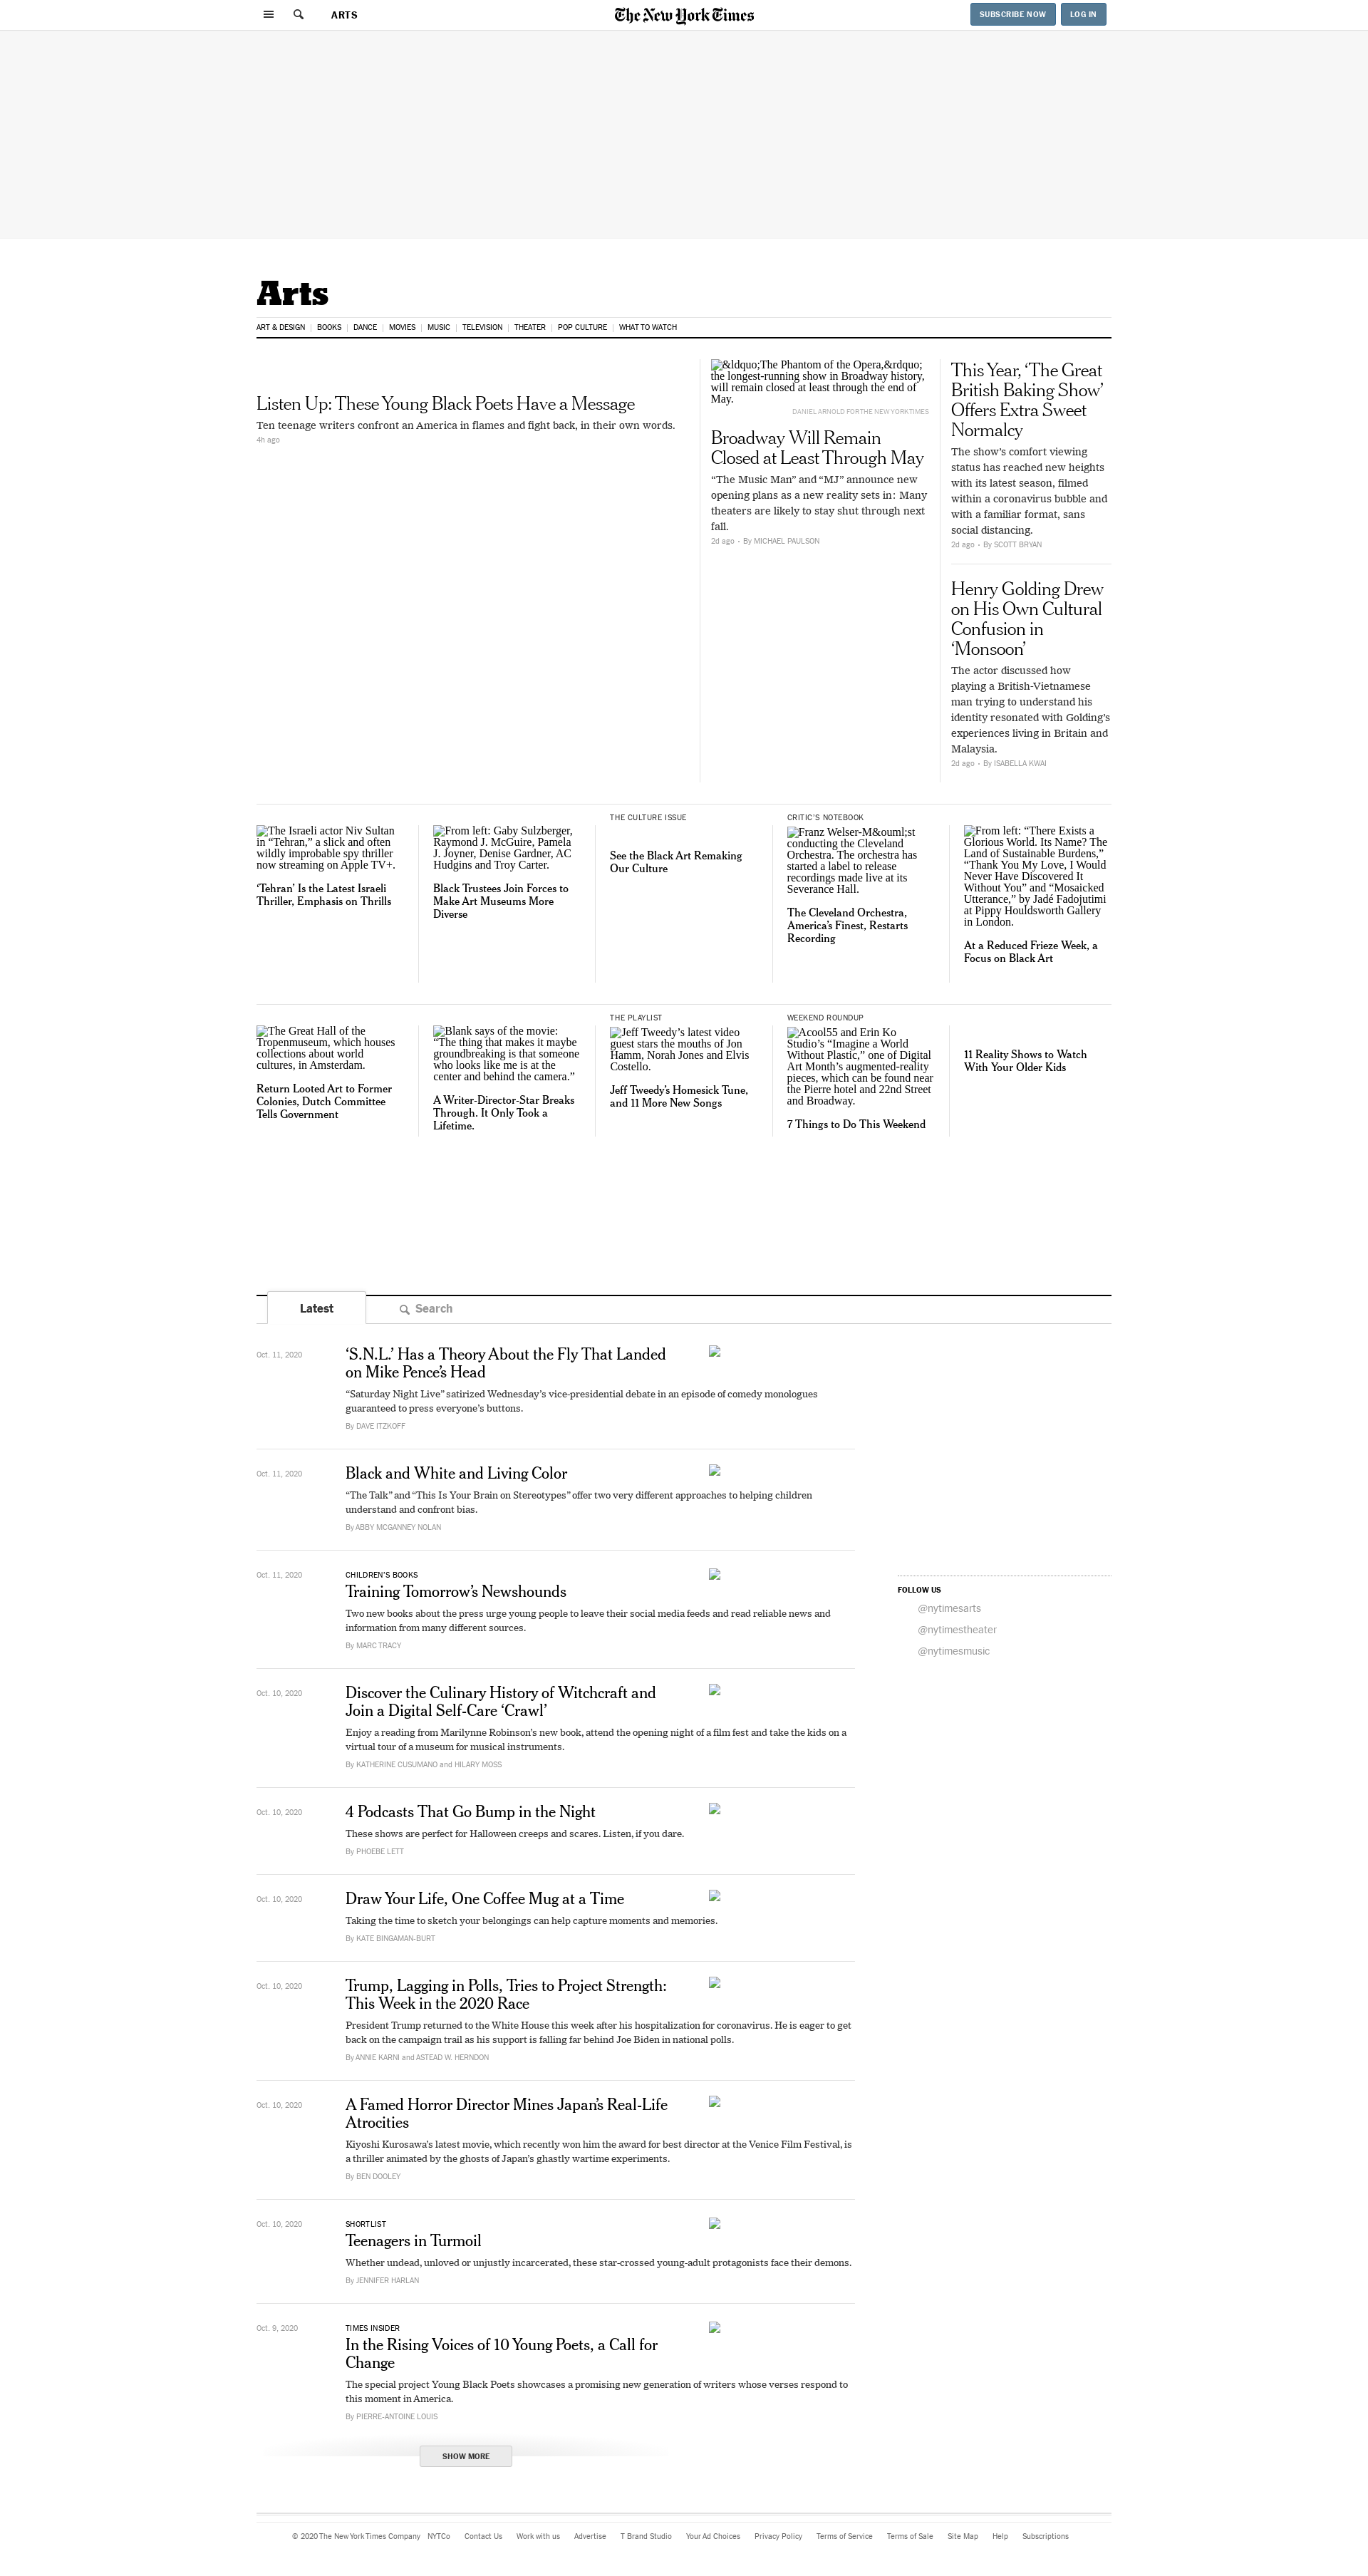 ARTS
The New York Times
SUBSCRIBE NOW
LOG IN
Arts
ART & DESIGN
BOOKS
DANCE
MOVIES
MUSIC
TELEVISION
THEATER
POP CULTURE
WHAT TO WATCH
Listen Up: These Young Black Poets Have a Message
Ten teenage writers confront an America in flames and fight back, in their own words.
4h ago
&ldquo;The Phantom of the Opera,&rdquo;
the longest-running show in Broadway history,
will remain closed at least through the end of
May.
DANIEL ARNOLD FOR THE NEW YORK TIMES
Broadway Will Remain
Closed at Least Through May
“The Music Man” and “MJ” announce new
opening plans as a new reality sets in: Many
theaters are likely to stay shut through next
fall.
2d ago • By MICHAEL PAULSON
This Year, ‘The Great
British Baking Show’
Offers Extra Sweet
Normalcy
The show’s comfort viewing
status has reached new heights
with its latest season, filmed
within a coronavirus bubble and
with a familiar format, sans
social distancing.
2d ago • By SCOTT BRYAN
Henry Golding Drew
on His Own Cultural
Confusion in
‘Monsoon’
The actor discussed how
playing a British-Vietnamese
man trying to understand his
identity resonated with Golding’s
experiences living in Britain and
Malaysia.
2d ago • By ISABELLA KWAI
The Israeli actor Niv Sultan
in “Tehran,” a slick and often
wildly improbable spy thriller
now streaming on Apple TV+.
‘Tehran’ Is the Latest Israeli
Thriller, Emphasis on Thrills
From left: Gaby Sulzberger,
Raymond J. McGuire, Pamela
J. Joyner, Denise Gardner, AC
Hudgins and Troy Carter.
Black Trustees Join Forces to
Make Art Museums More
Diverse
THE CULTURE ISSUE
See the Black Art Remaking
Our Culture
CRITIC’S NOTEBOOK
Franz Welser-M&ouml;st
conducting the Cleveland
Orchestra. The orchestra has
started a label to release
recordings made live at its
Severance Hall.
The Cleveland Orchestra,
America’s Finest, Restarts
Recording
From left: “There Exists a
Glorious World. Its Name? The
Land of Sustainable Burdens,”
“Thank You My Love, I Would
Never Have Discovered It
Without You” and “Mosaicked
Utterance,” by Jadé Fadojutimi
at Pippy Houldsworth Gallery
in London.
At a Reduced Frieze Week, a
Focus on Black Art
The Great Hall of the
Tropenmuseum, which houses
collections about world
cultures, in Amsterdam.
Return Looted Art to Former
Colonies, Dutch Committee
Tells Government
Blank says of the movie:
“The thing that makes it maybe
groundbreaking is that someone
who looks like me is at the
center and behind the camera.”
A Writer-Director-Star Breaks
Through. It Only Took a
Lifetime.
THE PLAYLIST
Jeff Tweedy’s latest video
guest stars the mouths of Jon
Hamm, Norah Jones and Elvis
Costello.
Jeff Tweedy’s Homesick Tune,
and 11 More New Songs
WEEKEND ROUNDUP
Acool55 and Erin Ko
Studio’s “Imagine a World
Without Plastic,” one of Digital
Art Month’s augmented-reality
pieces, which can be found near
the Pierre hotel and 22nd Street
and Broadway.
7 Things to Do This Weekend
11 Reality Shows to Watch
With Your Older Kids
Latest
Search
Oct. 11, 2020
‘S.N.L.’ Has a Theory About the Fly That Landed
on Mike Pence’s Head
“Saturday Night Live” satirized Wednesday’s vice-presidential debate in an episode of comedy monologues
guaranteed to press everyone’s buttons.
By DAVE ITZKOFF
Oct. 11, 2020
Black and White and Living Color
“The Talk” and “This Is Your Brain on Stereotypes” offer two very different approaches to helping children
understand and confront bias.
By ABBY MCGANNEY NOLAN
Oct. 11, 2020
CHILDREN’S BOOKS
Training Tomorrow’s Newshounds
Two new books about the press urge young people to leave their social media feeds and read reliable news and
information from many different sources.
By MARC TRACY
FOLLOW US
@nytimesarts
@nytimestheater
@nytimesmusic
Oct. 10, 2020
Discover the Culinary History of Witchcraft and
Join a Digital Self-Care ‘Crawl’
Enjoy a reading from Marilynne Robinson’s new book, attend the opening night of a film fest and take the kids on a
virtual tour of a museum for musical instruments.
By KATHERINE CUSUMANO and HILARY MOSS
Oct. 10, 2020
4 Podcasts That Go Bump in the Night
These shows are perfect for Halloween creeps and scares. Listen, if you dare.
By PHOEBE LETT
Oct. 10, 2020
Draw Your Life, One Coffee Mug at a Time
Taking the time to sketch your belongings can help capture moments and memories.
By KATE BINGAMAN-BURT
Oct. 10, 2020
Trump, Lagging in Polls, Tries to Project Strength:
This Week in the 2020 Race
President Trump returned to the White House this week after his hospitalization for coronavirus. He is eager to get
back on the campaign trail as his support is falling far behind Joe Biden in national polls.
By ANNIE KARNI and ASTEAD W. HERNDON
Oct. 10, 2020
A Famed Horror Director Mines Japan’s Real-Life
Atrocities
Kiyoshi Kurosawa’s latest movie, which recently won him the award for best director at the Venice Film Festival, is
a thriller animated by the ghosts of Japan’s ghastly wartime experiments.
By BEN DOOLEY
Oct. 10, 2020
SHORTLIST
Teenagers in Turmoil
Whether undead, unloved or unjustly incarcerated, these star-crossed young-adult protagonists face their demons.
By JENNIFER HARLAN
Oct. 9, 2020
TIMES INSIDER
In the Rising Voices of 10 Young Poets, a Call for
Change
The special project Young Black Poets showcases a promising new generation of writers whose verses respond to
this moment in America.
By PIERRE-ANTOINE LOUIS
SHOW MORE
© 2020 The New York Times Company
NYTCo
Contact Us
Work with us
Advertise
T Brand Studio
Your Ad Choices
Privacy Policy
Terms of Service
Terms of Sale
Site Map
Help
Subscriptions